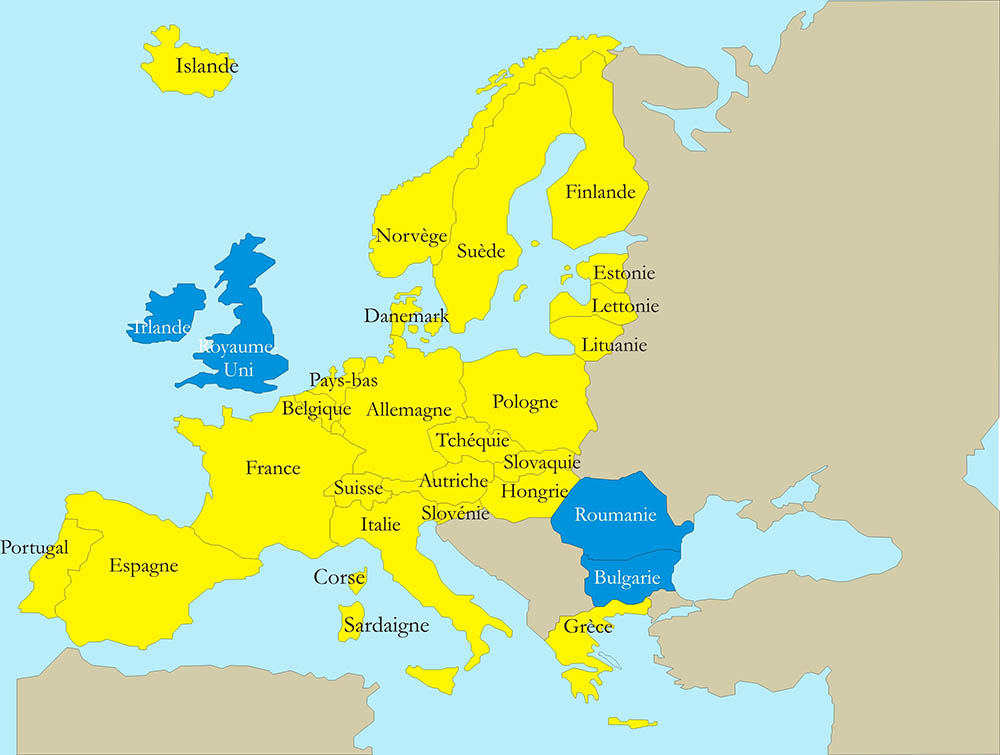 Islande
Finlande
Norvège
Suède
Estonie
Lettonie
Danemark
Irlande
Royaume
Uni
Lituanie
Pays-bas
Belgique
Allemagne
Pologne
Tchéquie
France
Slovaquie
Suisse
Autriche
Hongrie
Slovénie
Italie
Roumanie
Portugal
Espagne
Corse
Bulgarie
Sardaigne
Grèce